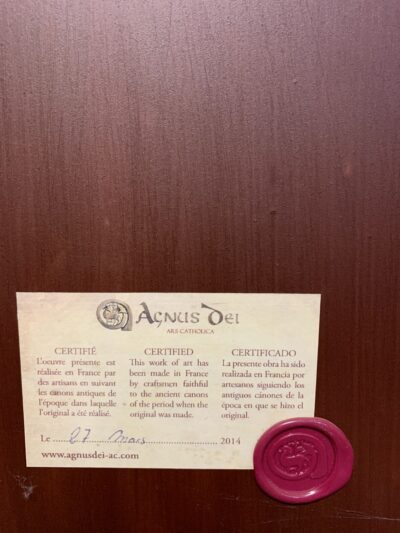 Agnus Dei
ARS CATHOLICA
CERTIFIÉ
L'oeuvre présente est
réalisée en France par
des artisans en suivant
les canons antiques de
l'époque dans laquelle
l'original a été réalisé.
CERTIFIED
This work of art has
been made in France
by craftsmen faithful
to the ancient canons
of the period when the
original was made.
CERTIFICADO
La presente obra ha sido
realizada en Francia por
artesanos siguiendo los
antiguos cánones de la
época en que se hizo el
original.
Le 27 Mars 2014
www.agnusdei-ac.com